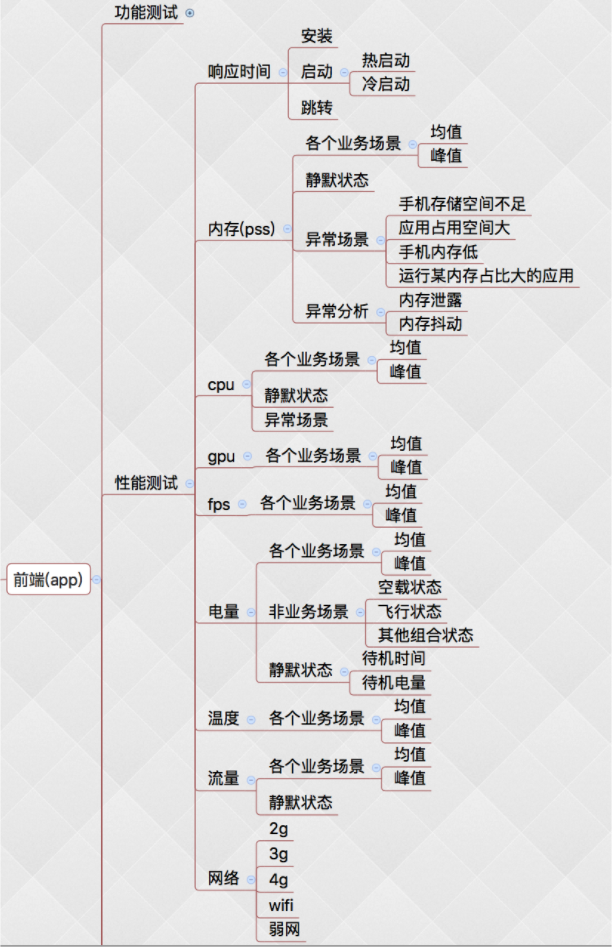 功能测试
安装
热启动
响应时间
启动
冷启动
跳转
均值
各个业务场景
峰值
静默状态
手机存储空间不足
内存(pss)
应用占用空间大
异常场景
手机内存低
运行某内存占比大的应用
内存泄露
异常分析
内存抖动
均值
各个业务场景
峰值
cpu
静默状态
异常场景
均值
gpu
各个业务场景
峰值
性能测试
均值
fps
各个业务场景
峰值
均值
各个业务场景
峰值
前端(app)
空载状态
电量
非业务场景
飞行状态
其他组合状态
待机时间
静默状态
待机电量
均值
温度
各个业务场景
峰值
均值
各个业务场景
流量
峰值
静默状态
2g
3g
网络
4g
wifi
弱网